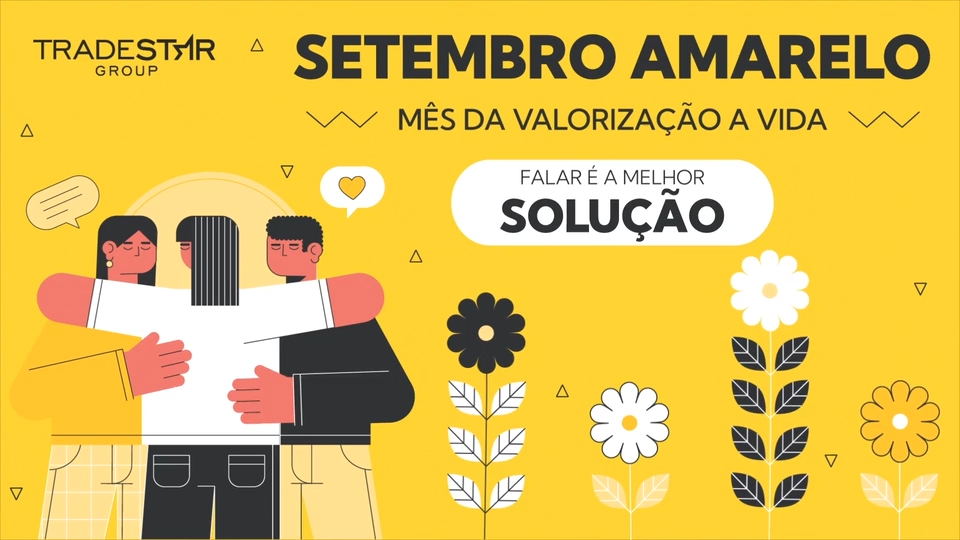 TRADESTAR
GROUP
SETEMBRO AMARELO
MÊS DA VALORIZAÇÃO A VIDA
FALAR É A MELHOR
SOLUÇÃO